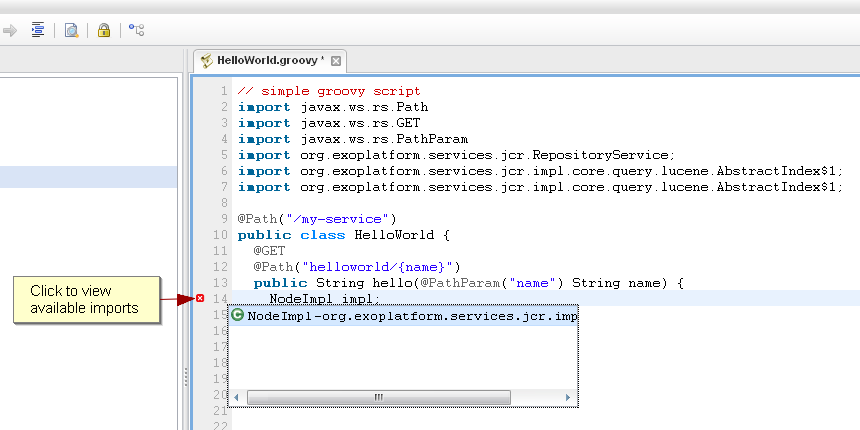 HelloWorld.groovy *
1 // simple groovy script
2 import javax.ws.rs.Path
3 import javax.ws.rs.GET
4 import javax.ws.rs.PathParam
5 import org.exoplatform.services.jcr.RepositoryService;
6 import org.exoplatform.services.jcr.impl.core.query.lucene.AbstractIndex$1;
7 import org.exoplatform.services.jcr.impl.core.query.lucene.AbstractIndex$1;
8
9 @Path("/my-service")
10 public class HelloWorld {
11 @GET
12 @Path("helloworld/{name}")
13 public String hello(@PathParam("name") String name) {
Click to view
available imports
14 NodeImpl impl;
15 NodeImpl-org.exoplatform.services.jcr.imp
16
17
18
19
20
21
22